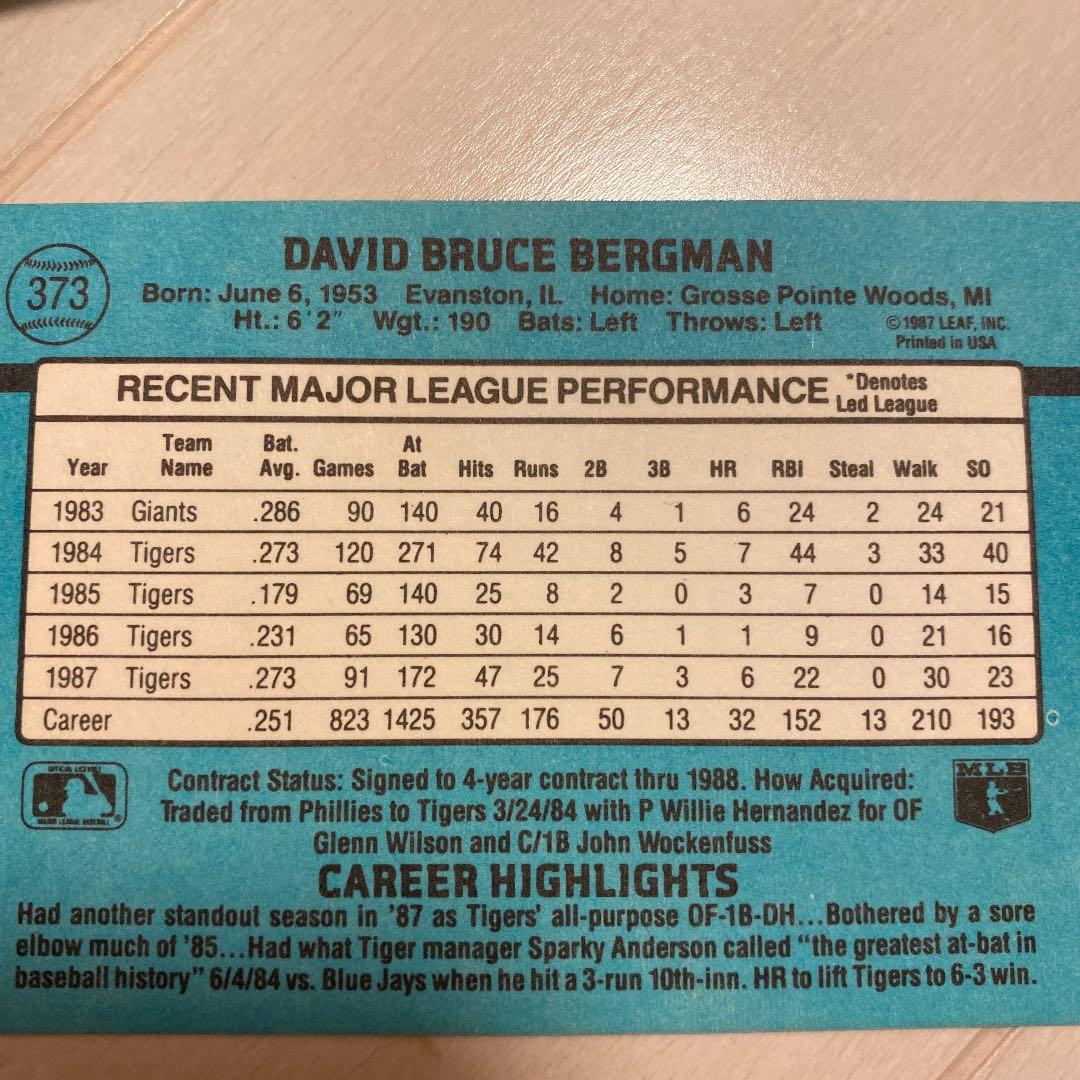 DAVID BRUCE BERGMAN
373
Born: June 6, 1953 Evanston, IL Home: Grosse Pointe Woods, MI
Ht.: 6'2" Wgt.: 190 Bats: Left Throws: Left © 1987 LEAF, INC.
Printed in USA
RECENT MAJOR LEAGUE PERFORMANCE *Denotes
Led League
Team Bat. At
Year Name Avg. Games Bat Hits Runs 2B 3B HR RBI Steal Walk SO
1983 Giants .286 90 140 40 16 4 1 6 24 2 24 21
1984 Tigers .273 120 271 74 42 8 5 7 44 3 33 40
1985 Tigers .179 69 140 25 8 2 0 3 7 0 14 15
1986 Tigers .231 65 130 30 14 6 1 1 9 0 21 16
1987 Tigers .273 91 172 47 25 7 3 6 22 0 30 23
Career .251 823 1425 357 176 50 13 32 152 13 210 193
Contract Status: Signed to 4-year contract thru 1988. How Acquired:
Traded from Phillies to Tigers 3/24/84 with P Willie Hernandez for OF
Glenn Wilson and C/1B John Wockenfuss
MLB
CAREER HIGHLIGHTS
Had another standout season in '87 as Tigers' all-purpose OF-1B-DH...Bothered by a sore
elbow much of '85...Had what Tiger manager Sparky Anderson called "the greatest at-bat in
baseball history" 6/4/84 vs. Blue Jays when he hit a 3-run 10th-inn. HR to lift Tigers to 6-3 win.